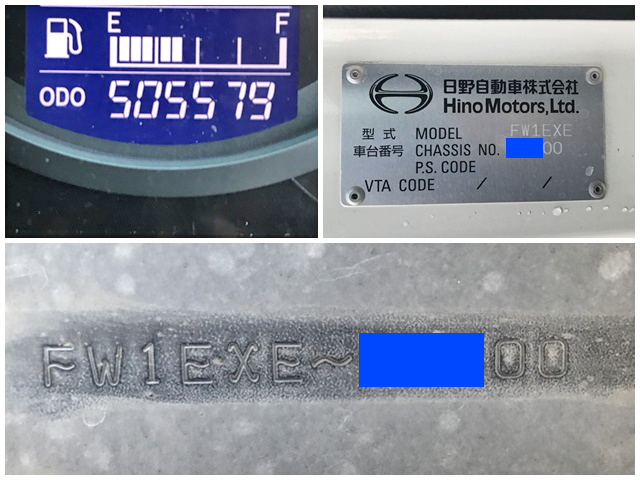 E F
ODO 505579
日野自動車株式会社
Hino Motors, Ltd.
型式 MODEL FW1EXE
車台番号 CHASSIS NO. 00
P.S. CODE
VTA CODE / /
FW1EXE~ 00